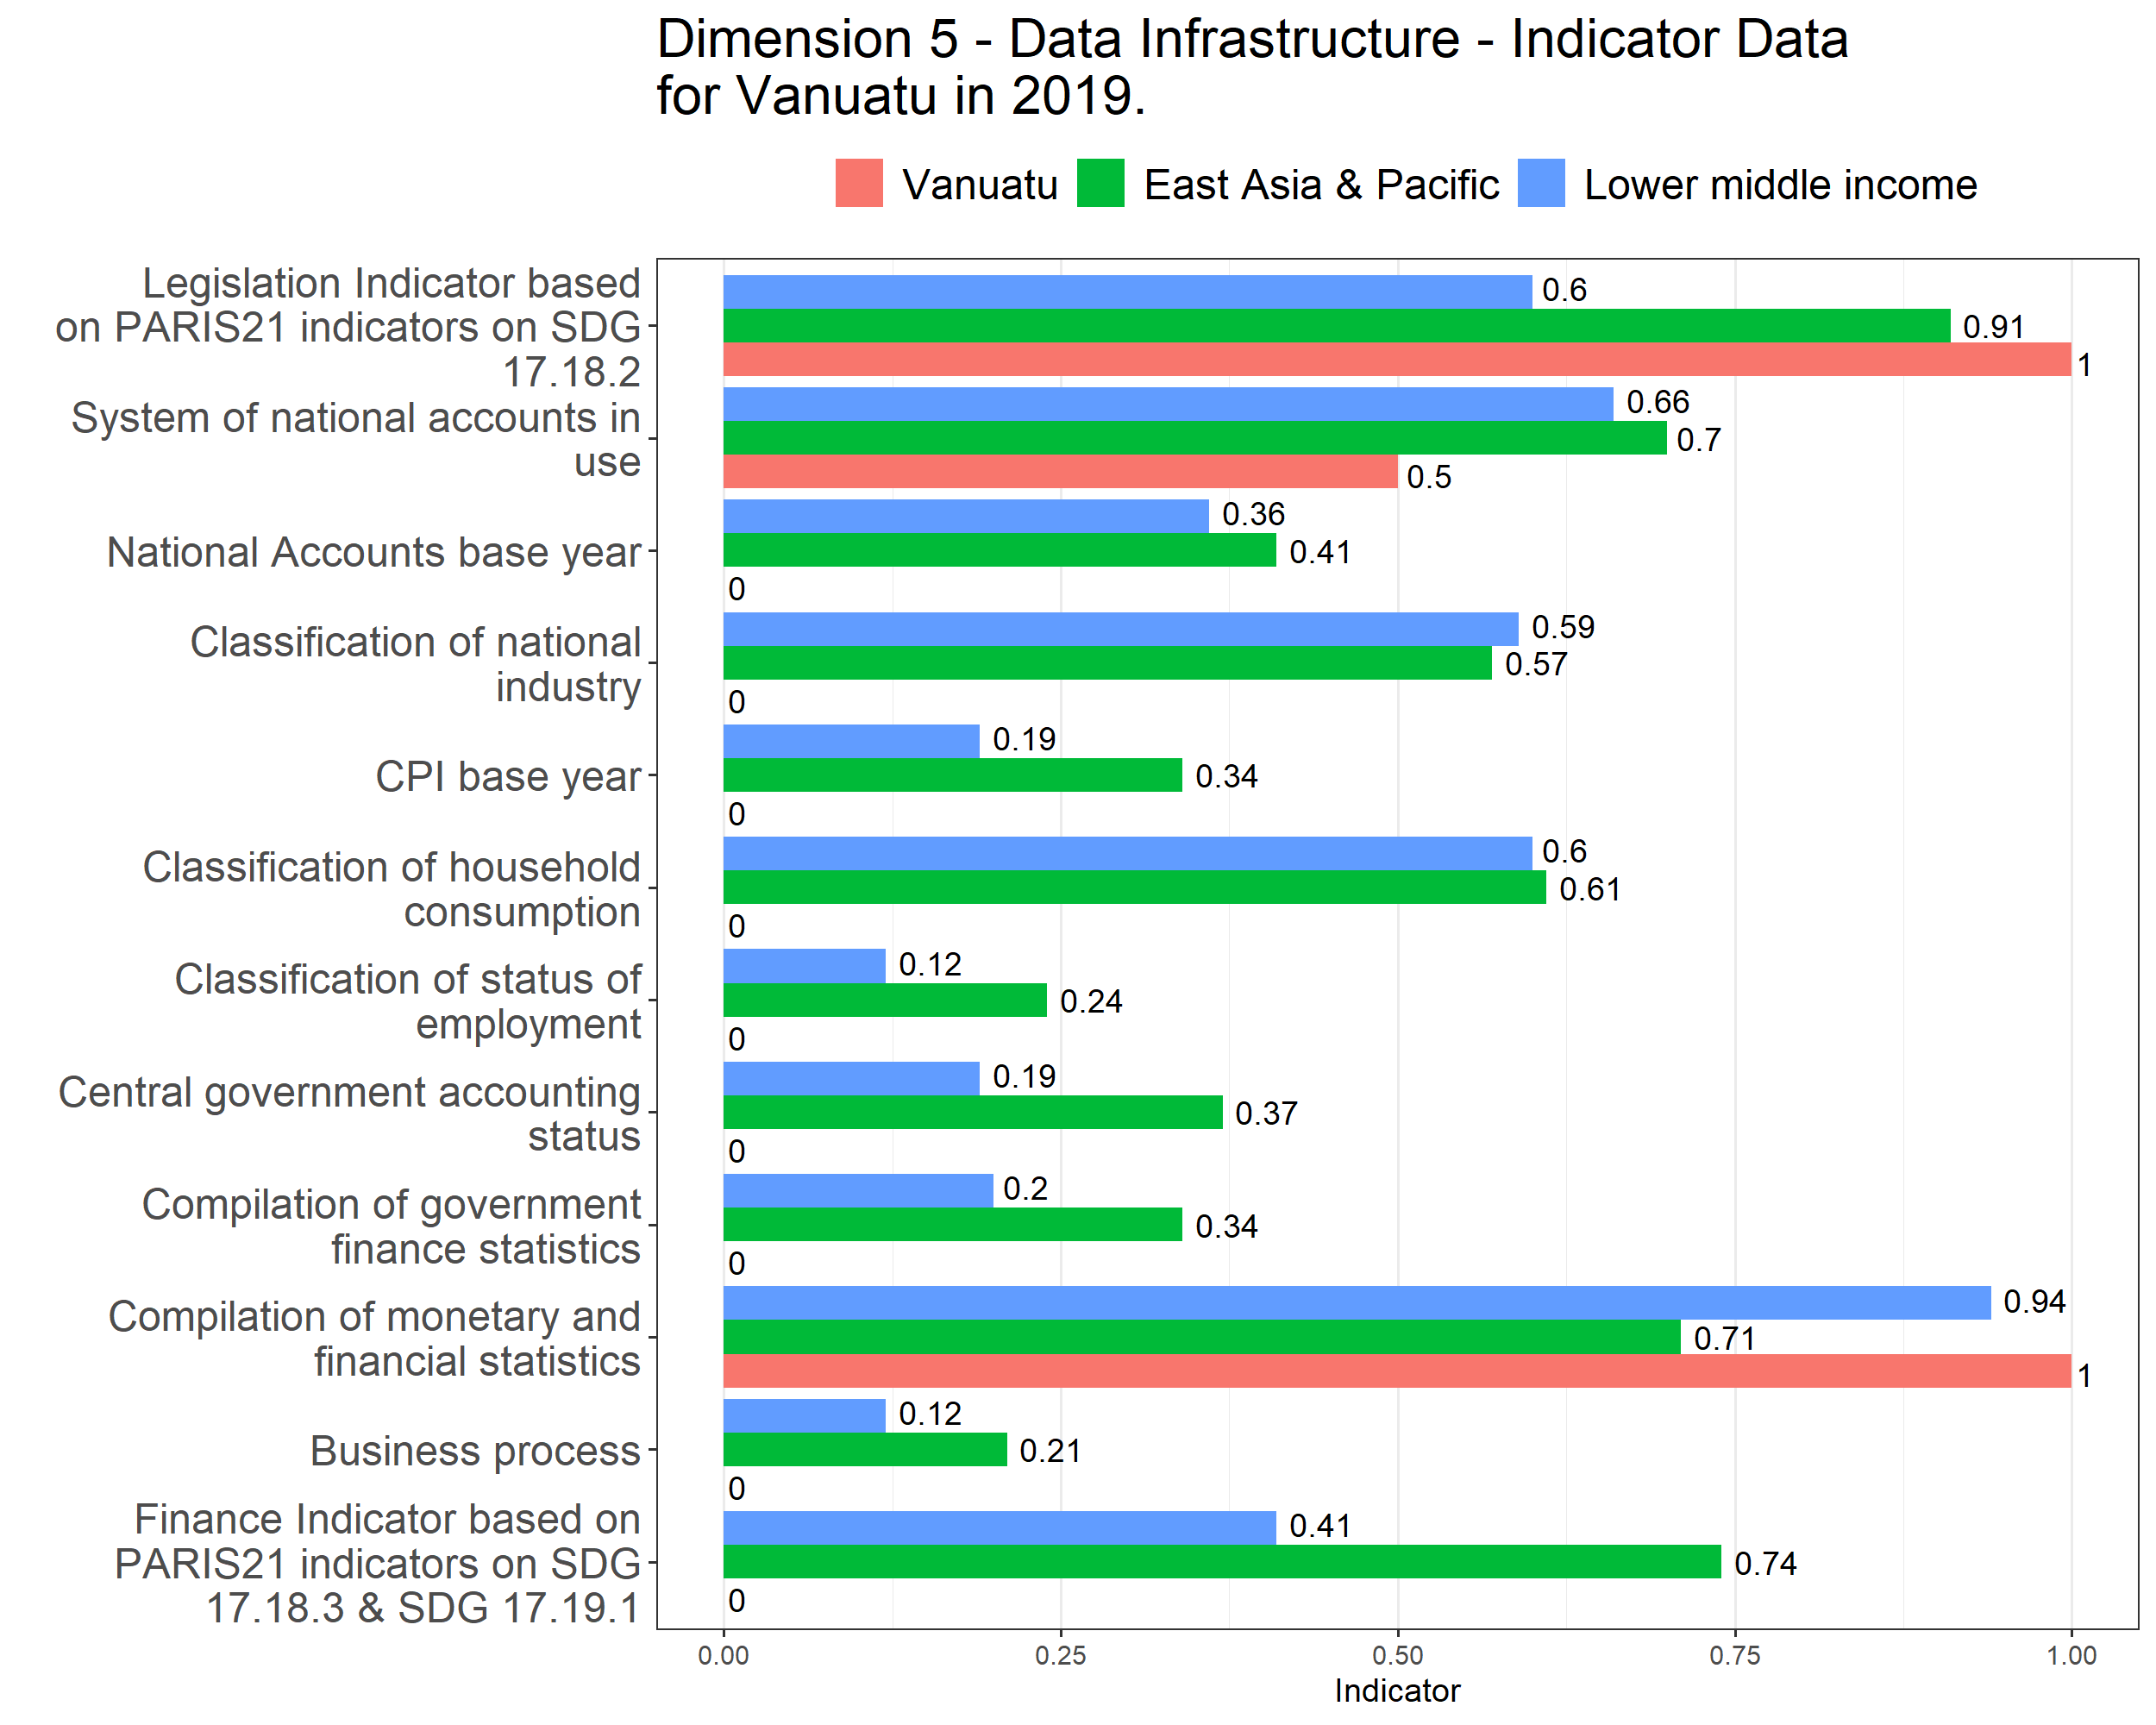 Dimension 5 - Data Infrastructure - Indicator Data
for Vanuatu in 2019.
Vanuatu
East Asia & Pacific
Lower middle income
Legislation Indicator based
on PARIS21 indicators on SDG
17.18.2
0.6
0.91
1
System of national accounts in
use
0.66
0.7
0.5
National Accounts base year
0.36
0.41
0
Classification of national
industry
0.59
0.57
0
CPI base year
0.19
0.34
0
Classification of household
consumption
0.6
0.61
0
Classification of status of
employment
0.12
0.24
0
Central government accounting
status
0.19
0.37
0
Compilation of government
finance statistics
0.2
0.34
0
Compilation of monetary and
financial statistics
0.94
0.71
1
Business process
0.12
0.21
0
Finance Indicator based on
PARIS21 indicators on SDG
17.18.3 & SDG 17.19.1
0.41
0.74
0
0.00
0.25
0.50
0.75
1.00
Indicator